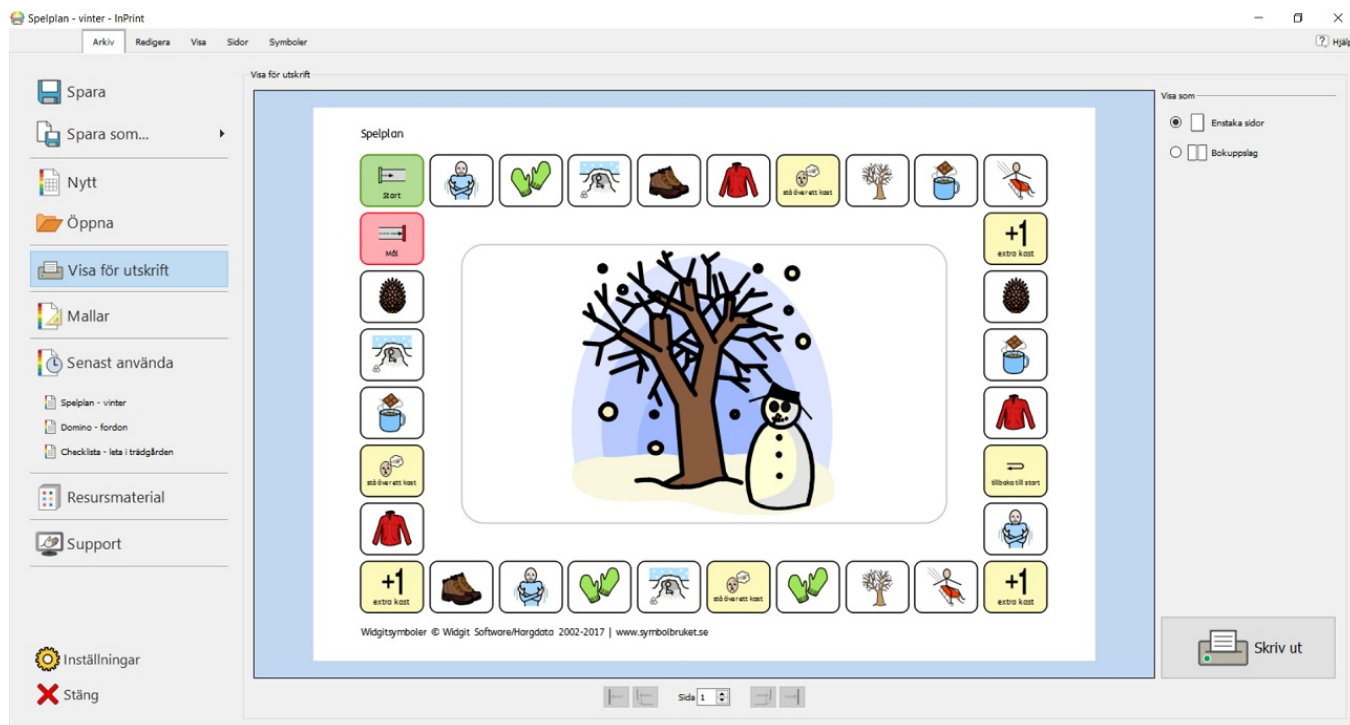 Spelplan - vinter - InPrint
Arkiv Redigera Visa Sidor Symboler
Hjälp
Spara
Spara som...
Nytt
Öppna
Visa för utskrift
Mallar
Senast använda
Spelplan - vinter
Domino - fordon
Checklista - leta i trädgården
Resursmaterial
Support
Inställningar
Stäng
Visa för utskrift
Spelplan
Start
stå över ett kast
Mål
+1
extra kast
stå över ett kast
tillbaka till start
+1
extra kast
stå över ett kast
+1
extra kast
Widgitsymboler © Widgit Software/Hargdata 2002-2017 | www.symbolbruket.se
Sida 1
Visa som
Enstaka sidor
Bokuppslag
Skriv ut